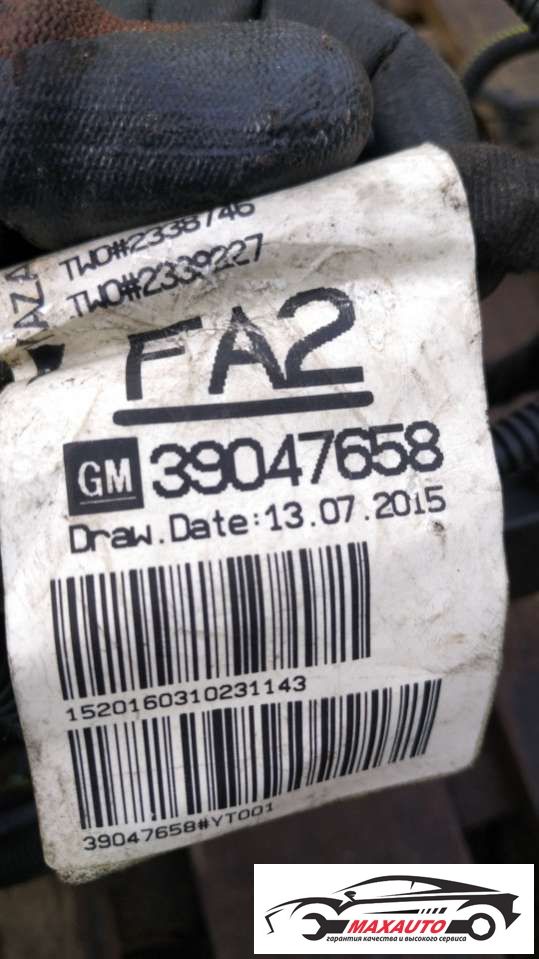 TWO#2338746
TWO#2339227
FA2
GM 39047658
Draw.Date:13.07.2015
1520160310231143
39047658#YT001
MAXAUTO
гарантия качества и высокого сервиса